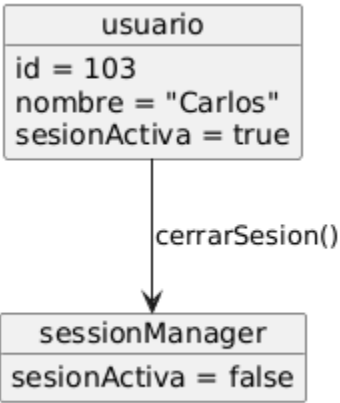 usuario
id = 103
nombre = "Carlos"
sesionActiva = true
cerrarSesion()
sessionManager
sesionActiva = false